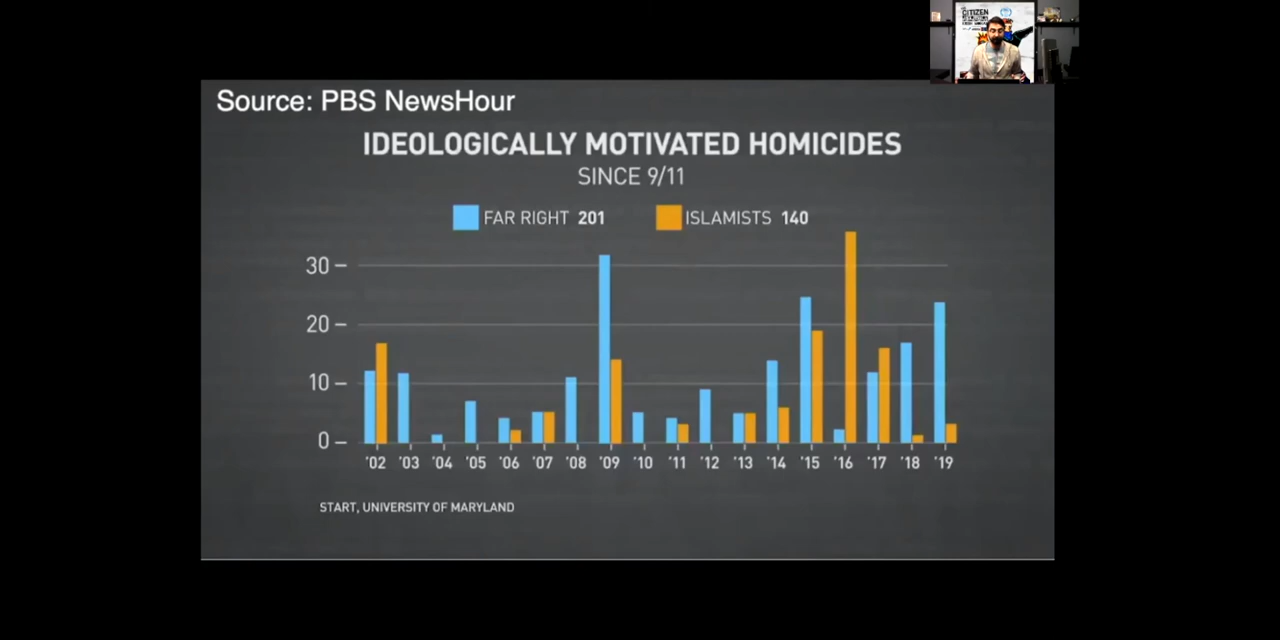 CITIZEN
REVOLUTION
Source: PBS NewsHour
IDEOLOGICALLY MOTIVATED HOMICIDES
SINCE 9/11
FAR RIGHT 201 ISLAMISTS 140
30
20
10
0
'02 '03 '04 '05 '06 '07 '08 '09 '10 '11 '12 '13 '14 '15 '16 '17 '18 '19
START, UNIVERSITY OF MARYLAND